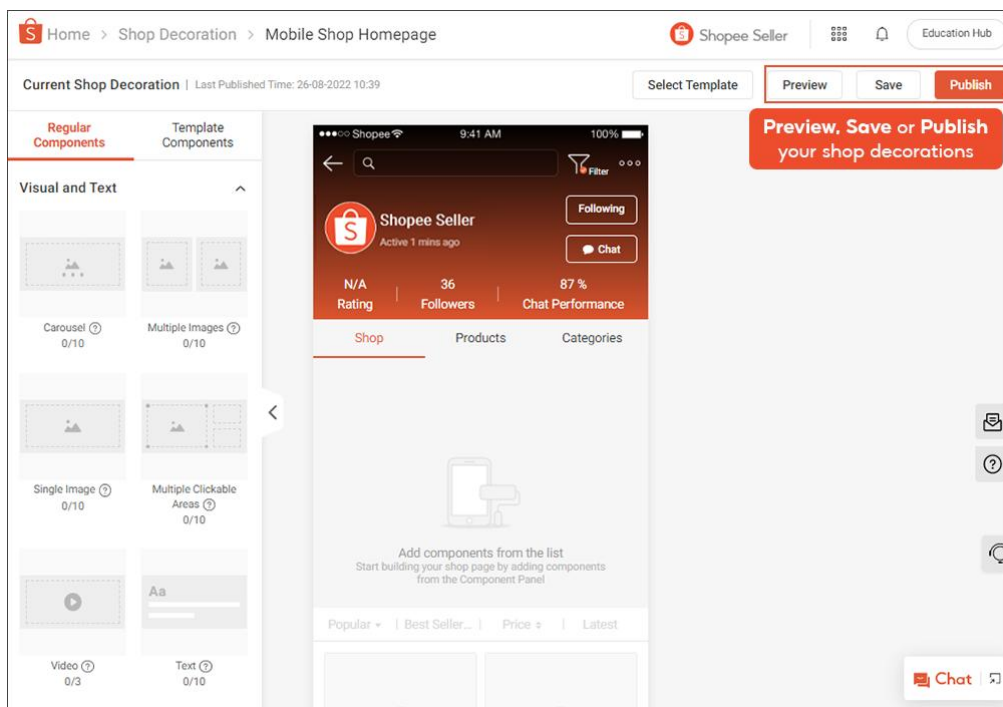 Home > Shop Decoration > Mobile Shop Homepage
Shopee Seller
Education Hub
Current Shop Decoration | Last Published Time: 26-08-2022 10:39
Select Template
Preview
Save
Publish
Preview, Save or Publish
your shop decorations
Regular
Components
Template
Components
Visual and Text
Carousel
0/10
Multiple Images
0/10
Single Image
0/10
Multiple Clickable
Areas
0/10
Video
0/3
Aa
Text
0/10
Shopee
9:41 AM
100%
Filter
Shopee Seller
Active 1 mins ago
Following
Chat
N/A
Rating
36
Followers
87 %
Chat Performance
Shop
Products
Categories
Add components from the list
Start building your shop page by adding components
from the Component Panel
Popular
Best Seller...
Price
Latest
Chat